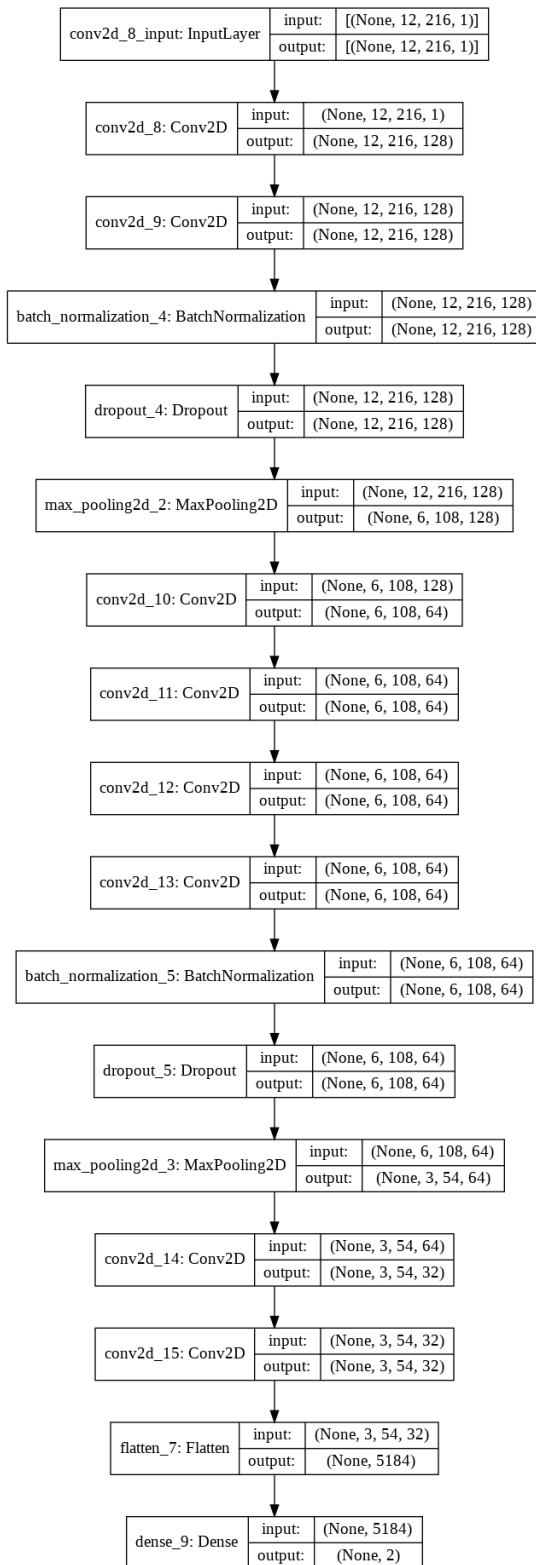 conv2d_8_input: InputLayer
input: [(None, 12, 216, 1)]
output: [(None, 12, 216, 1)]
conv2d_8: Conv2D
input: (None, 12, 216, 1)
output: (None, 12, 216, 128)
conv2d_9: Conv2D
input: (None, 12, 216, 128)
output: (None, 12, 216, 128)
batch_normalization_4: BatchNormalization
input: (None, 12, 216, 128)
output: (None, 12, 216, 128)
dropout_4: Dropout
input: (None, 12, 216, 128)
output: (None, 12, 216, 128)
max_pooling2d_2: MaxPooling2D
input: (None, 12, 216, 128)
output: (None, 6, 108, 128)
conv2d_10: Conv2D
input: (None, 6, 108, 128)
output: (None, 6, 108, 64)
conv2d_11: Conv2D
input: (None, 6, 108, 64)
output: (None, 6, 108, 64)
conv2d_12: Conv2D
input: (None, 6, 108, 64)
output: (None, 6, 108, 64)
conv2d_13: Conv2D
input: (None, 6, 108, 64)
output: (None, 6, 108, 64)
batch_normalization_5: BatchNormalization
input: (None, 6, 108, 64)
output: (None, 6, 108, 64)
dropout_5: Dropout
input: (None, 6, 108, 64)
output: (None, 6, 108, 64)
max_pooling2d_3: MaxPooling2D
input: (None, 6, 108, 64)
output: (None, 3, 54, 64)
conv2d_14: Conv2D
input: (None, 3, 54, 64)
output: (None, 3, 54, 32)
conv2d_15: Conv2D
input: (None, 3, 54, 32)
output: (None, 3, 54, 32)
flatten_7: Flatten
input: (None, 3, 54, 32)
output: (None, 5184)
dense_9: Dense
input: (None, 5184)
output: (None, 2)